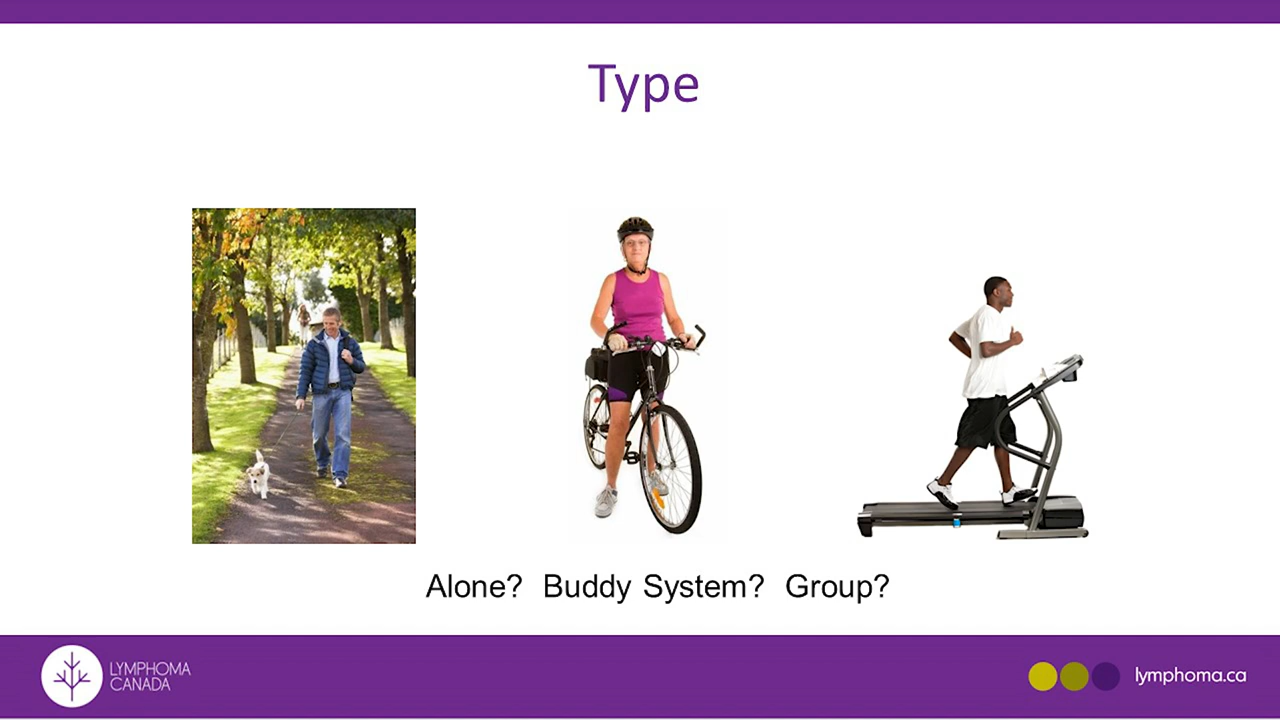 Type
Alone? Buddy System? Group?
LYMPHOMA
CANADA
lymphoma.ca